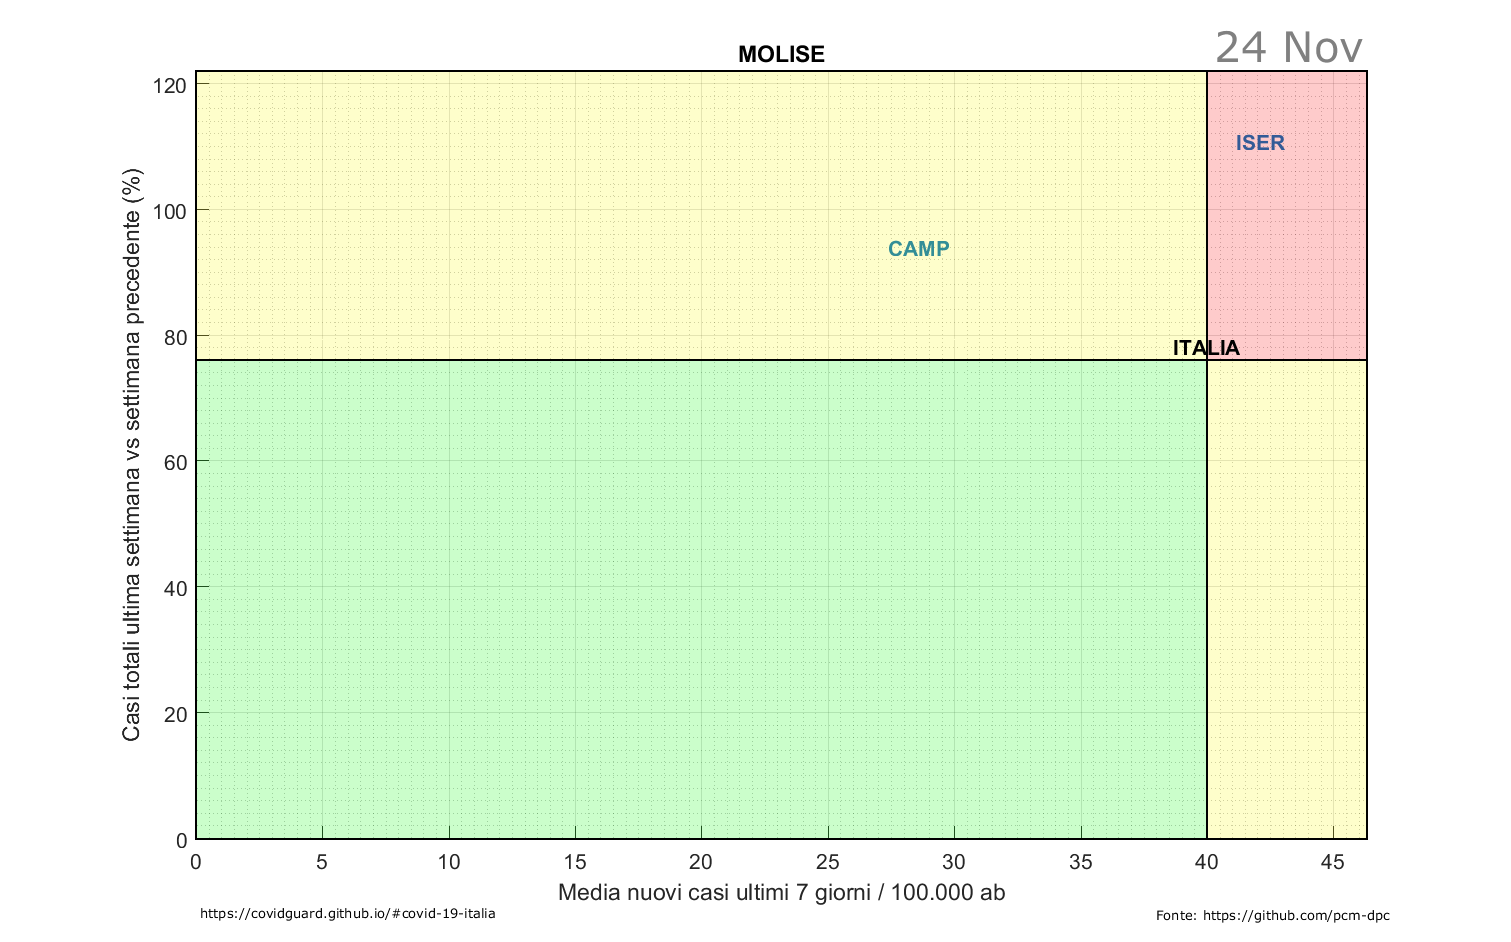 24 Nov
MOLISE
120
100
80
60
40
20
0
Casi totali ultima settimana vs settimana precedente (%)
ISER
CAMP
ITALIA
0 5 10 15 20 25 30 35 40 45
Media nuovi casi ultimi 7 giorni / 100.000 ab
https://covidguard.github.io/#covid-19-italia
Fonte: https://github.com/pcm-dpc